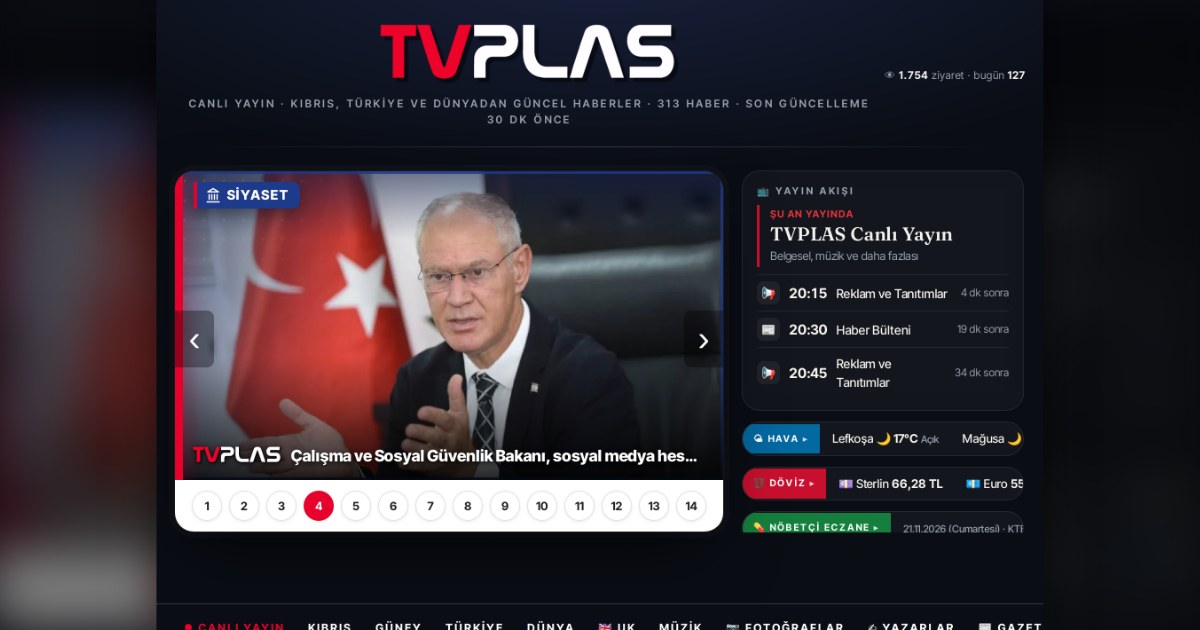 TVPLAS
1.754 ziyaret · bugün 127
CANLI YAYIN · KIBRIS, TÜRKİYE VE DÜNYADAN GÜNCEL HABERLER · 313 HABER · SON GÜNCELLEME
30 DK ÖNCE
SİYASET
TVPLAS Çalışma ve Sosyal Güvenlik Bakanı, sosyal medya hes...
1 2 3 4 5 6 7 8 9 10 11 12 13 14
YAYIN AKIŞI
ŞU AN YAYINDA
TVPLAS Canlı Yayın
Belgesel, müzik ve daha fazlası
20:15 Reklam ve Tanıtımlar 4 dk sonra
20:30 Haber Bülteni 19 dk sonra
20:45 Reklam ve
Tanıtımlar 34 dk sonra
HAVA ▸ Lefkoşa 17°C Açık Mağusa
DÖVİZ ▸ Sterlin 66,28 TL Euro 55
NÖBETÇİ ECZANE ▸ 21.11.2026 (Cumartesi) · KTE
CANLI YAYIN KIBRIS GÜNEY TÜRKİYE DÜNYA UK MÜZİK FOTOĞRAFLAR YAZARLAR GAZET